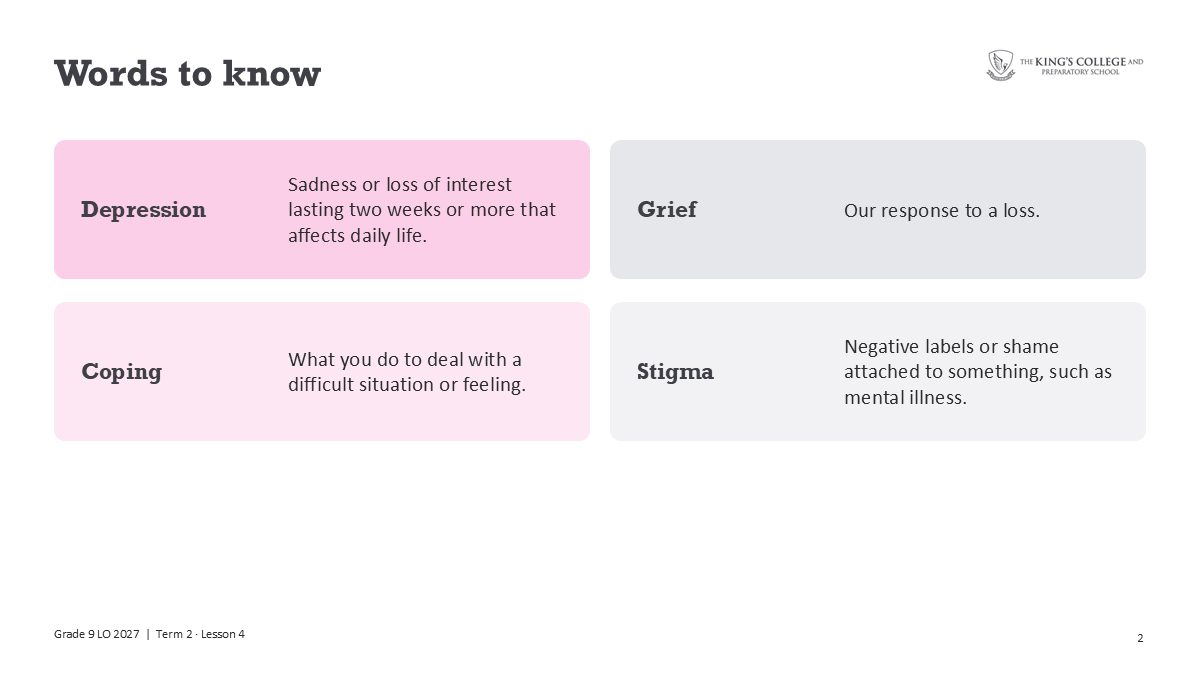 Words to know
THE KING'S COLLEGE AND
PREPARATORY SCHOOL
Depression
Sadness or loss of interest
lasting two weeks or more that
affects daily life.
Grief
Our response to a loss.
Coping
What you do to deal with a
difficult situation or feeling.
Stigma
Negative labels or shame
attached to something, such as
mental illness.
Grade 9 LO 2027 | Term 2 · Lesson 4
2